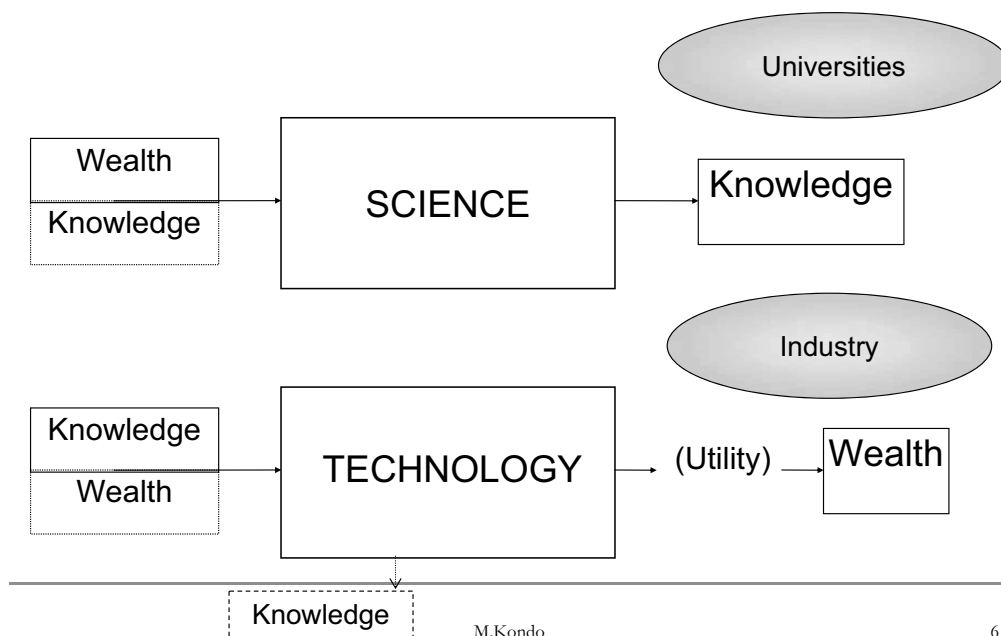 Universities
Wealth
Knowledge
SCIENCE
Knowledge
Industry
Knowledge
Wealth
TECHNOLOGY
(Utility)
Wealth
Knowledge
M.Kondo
6